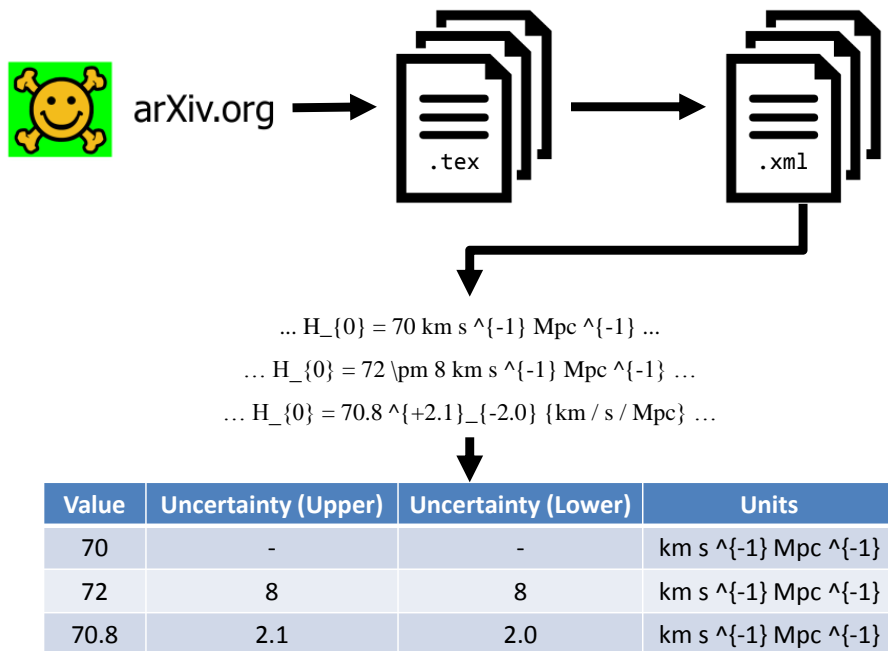 arXiv.org
.tex
.xml
... H_{0} = 70 km s ^{-1} Mpc ^{-1} ...
… H_{0} = 72 \pm 8 km s ^{-1} Mpc ^{-1} …
… H_{0} = 70.8 ^{+2.1}_{-2.0} {km / s / Mpc} …
Value Uncertainty (Upper) Uncertainty (Lower) Units
70 - - km s ^{-1} Mpc ^{-1}
72 8 8 km s ^{-1} Mpc ^{-1}
70.8 2.1 2.0 km s ^{-1} Mpc ^{-1}